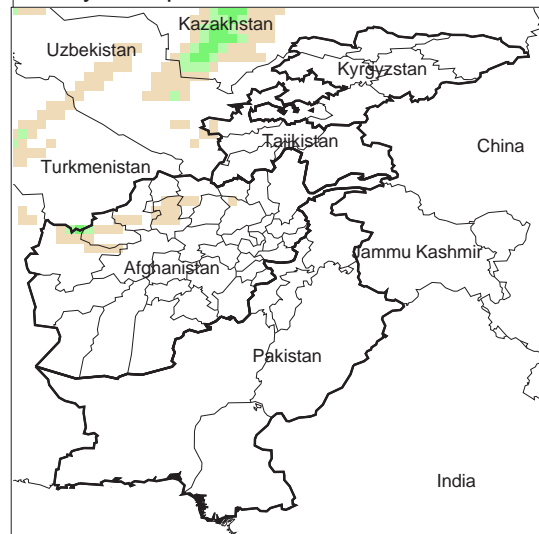 Kazakhstan
Uzbekistan
Kyrgyzstan
Tajikistan
China
Turkmenistan
Jammu Kashmir
Afghanistan
Pakistan
India